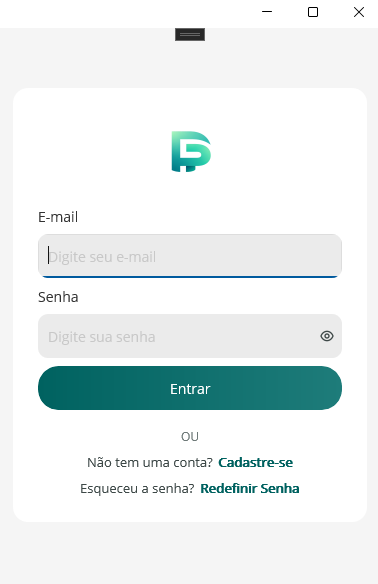 E-mail
Digite seu e-mail
Senha
Digite sua senha
Entrar
OU
Não tem uma conta? Cadastre-se
Esqueceu a senha? Redefinir Senha